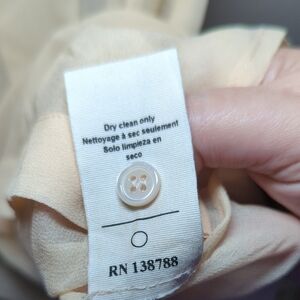 Dry clean only
Nettoyage à sec seulement
Solo limpieza en
seco
RN 138788